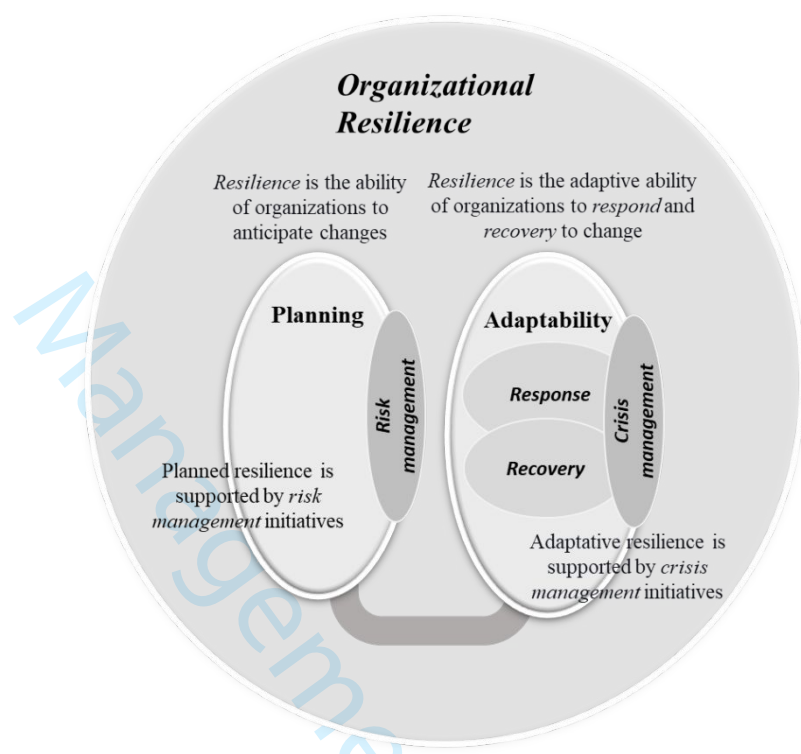 Organizational
Resilience
Resilience is the ability
of organizations to
anticipate changes
Resilience is the adaptive ability
of organizations to respond and
recovery to change
Planning
Risk
management
Planned resilience is
supported by risk
management initiatives
Adaptability
Response
Recovery
Crisis
management
Adaptative resilience is
supported by crisis
management initiatives